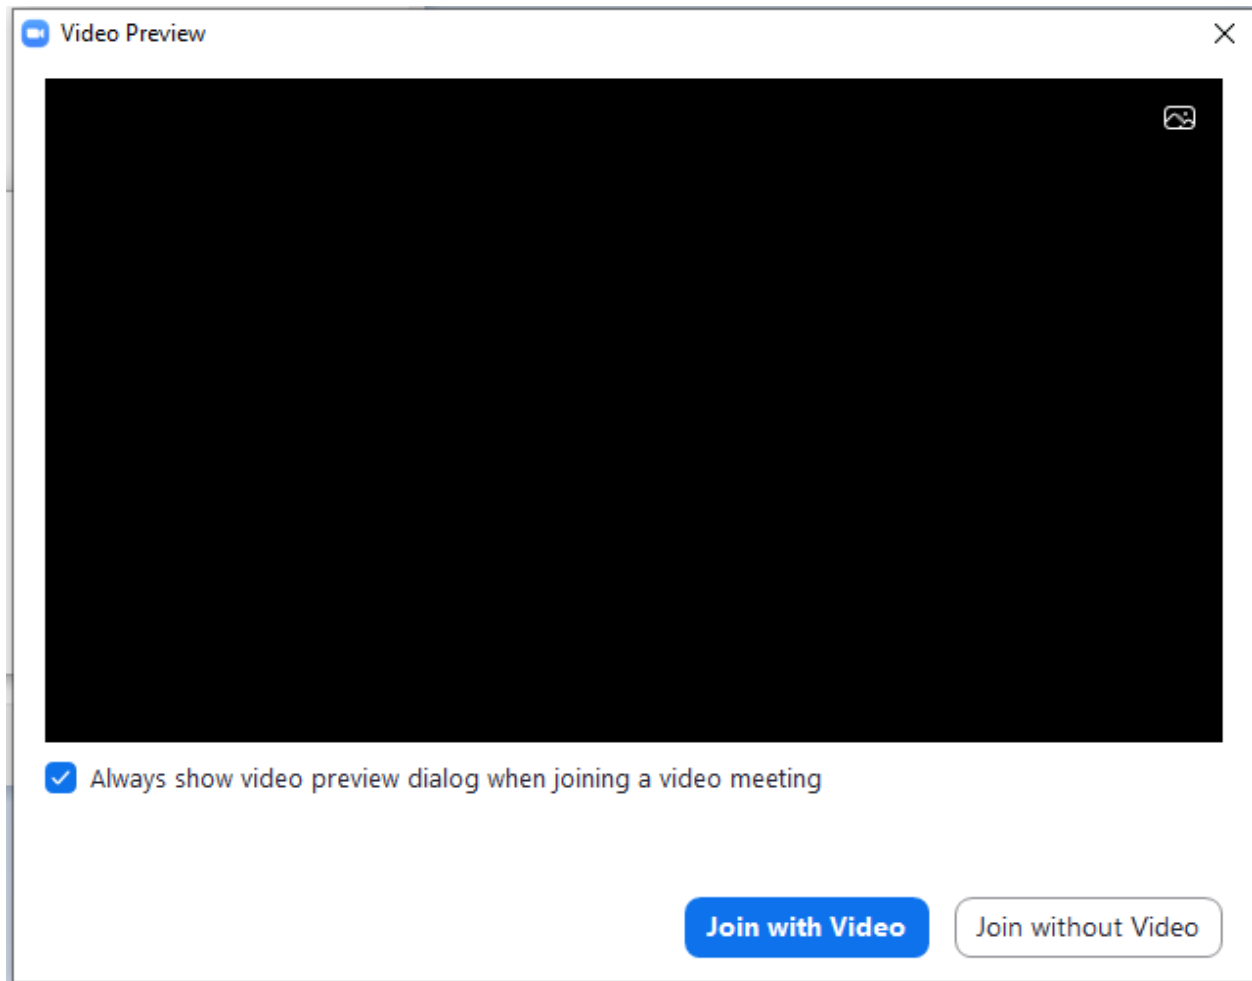 Video Preview
Always show video preview dialog when joining a video meeting
Join with Video
Join without Video